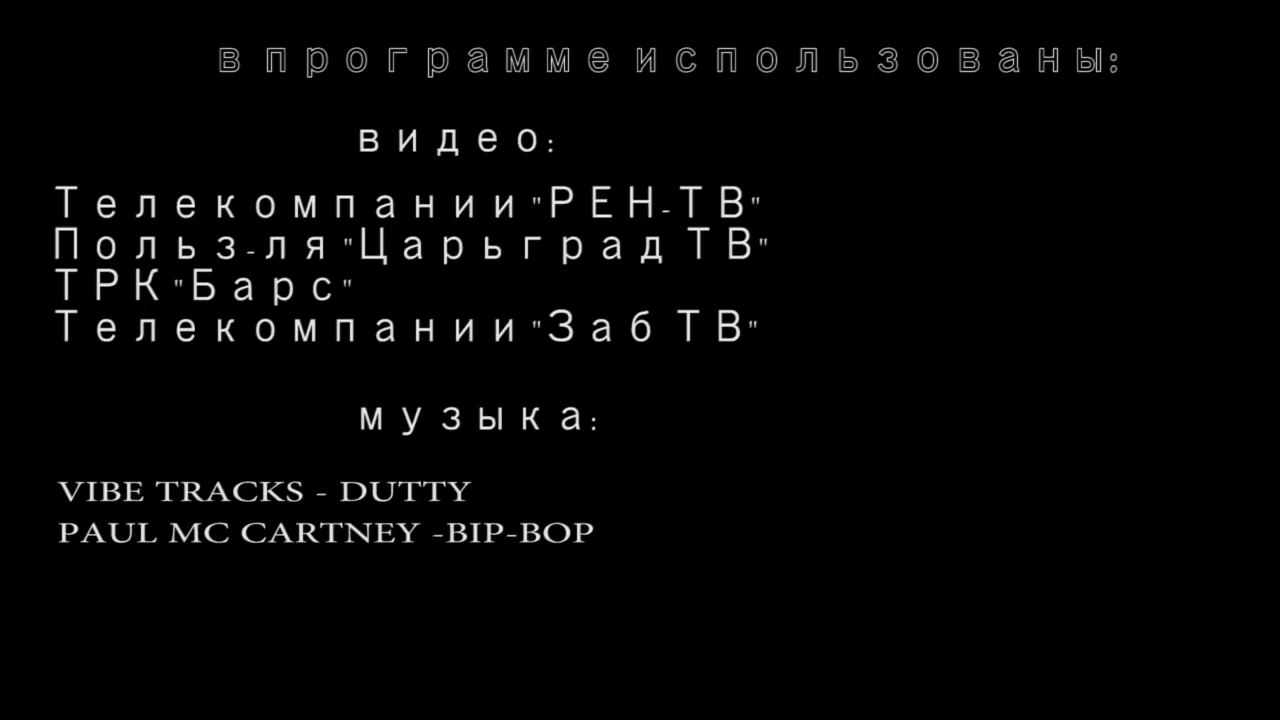 в программе использованы:
видео:
Телекомпании "РЕН-ТВ"
Польз-ля "Царьград ТВ"
ТРК "Барс"
Телекомпании "Заб ТВ"
музыка:
VIBE TRACKS - DUTTY
PAUL MC CARTNEY -BIP-BOP